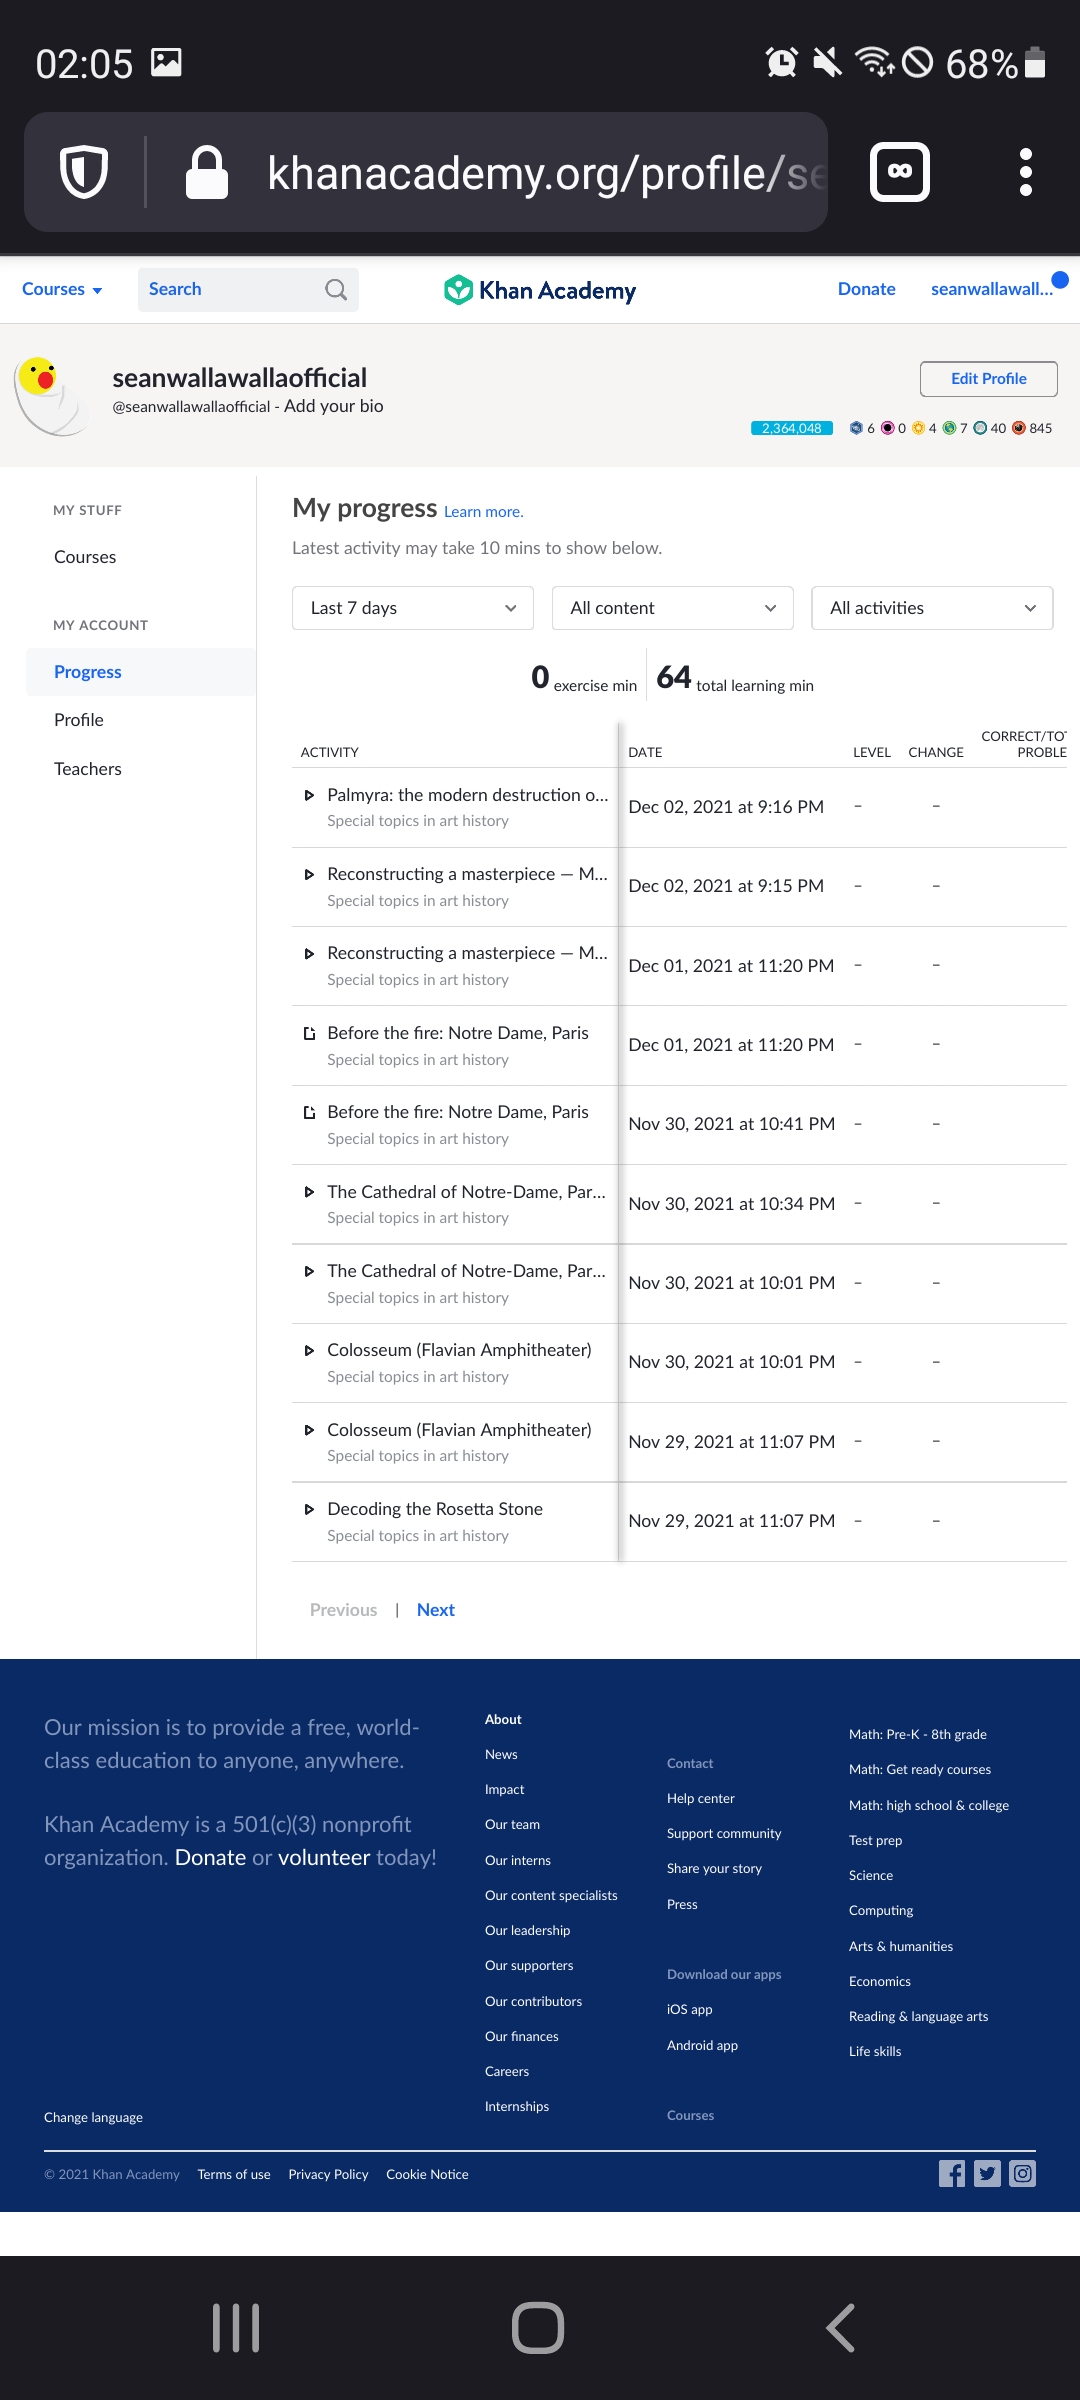 02:05
68%
khanacademy.org/profile/se
Courses
Search
Khan Academy
Donate
seanwallawall...
seanwallawallaofficial
@seanwallawallaofficial - Add your bio
Edit Profile
2,364,048 6 0 4 7 40 845
MY STUFF
Courses
MY ACCOUNT
Progress
Profile
Teachers
My progress Learn more.
Latest activity may take 10 mins to show below.
Last 7 days
All content
All activities
0 exercise min
64 total learning min
ACTIVITY DATE LEVEL CHANGE CORRECT/TOT
PROBLE
Palmyra: the modern destruction o... Dec 02, 2021 at 9:16 PM – –
Special topics in art history
Reconstructing a masterpiece — M... Dec 02, 2021 at 9:15 PM – –
Special topics in art history
Reconstructing a masterpiece — M... Dec 01, 2021 at 11:20 PM – –
Special topics in art history
Before the fire: Notre Dame, Paris Dec 01, 2021 at 11:20 PM – –
Special topics in art history
Before the fire: Notre Dame, Paris Nov 30, 2021 at 10:41 PM – –
Special topics in art history
The Cathedral of Notre-Dame, Par... Nov 30, 2021 at 10:34 PM – –
Special topics in art history
The Cathedral of Notre-Dame, Par... Nov 30, 2021 at 10:01 PM – –
Special topics in art history
Colosseum (Flavian Amphitheater) Nov 30, 2021 at 10:01 PM – –
Special topics in art history
Colosseum (Flavian Amphitheater) Nov 29, 2021 at 11:07 PM – –
Special topics in art history
Decoding the Rosetta Stone Nov 29, 2021 at 11:07 PM – –
Special topics in art history
Previous | Next
Our mission is to provide a free, world-
class education to anyone, anywhere.
Khan Academy is a 501(c)(3) nonprofit
organization. Donate or volunteer today!
About
News
Impact
Our team
Our interns
Our content specialists
Our leadership
Our supporters
Our contributors
Our finances
Careers
Internships
Contact
Help center
Support community
Share your story
Press
Download our apps
iOS app
Android app
Courses
Math: Pre-K - 8th grade
Math: Get ready courses
Math: high school & college
Test prep
Science
Computing
Arts & humanities
Economics
Reading & language arts
Life skills
Change language
© 2021 Khan Academy Terms of use Privacy Policy Cookie Notice